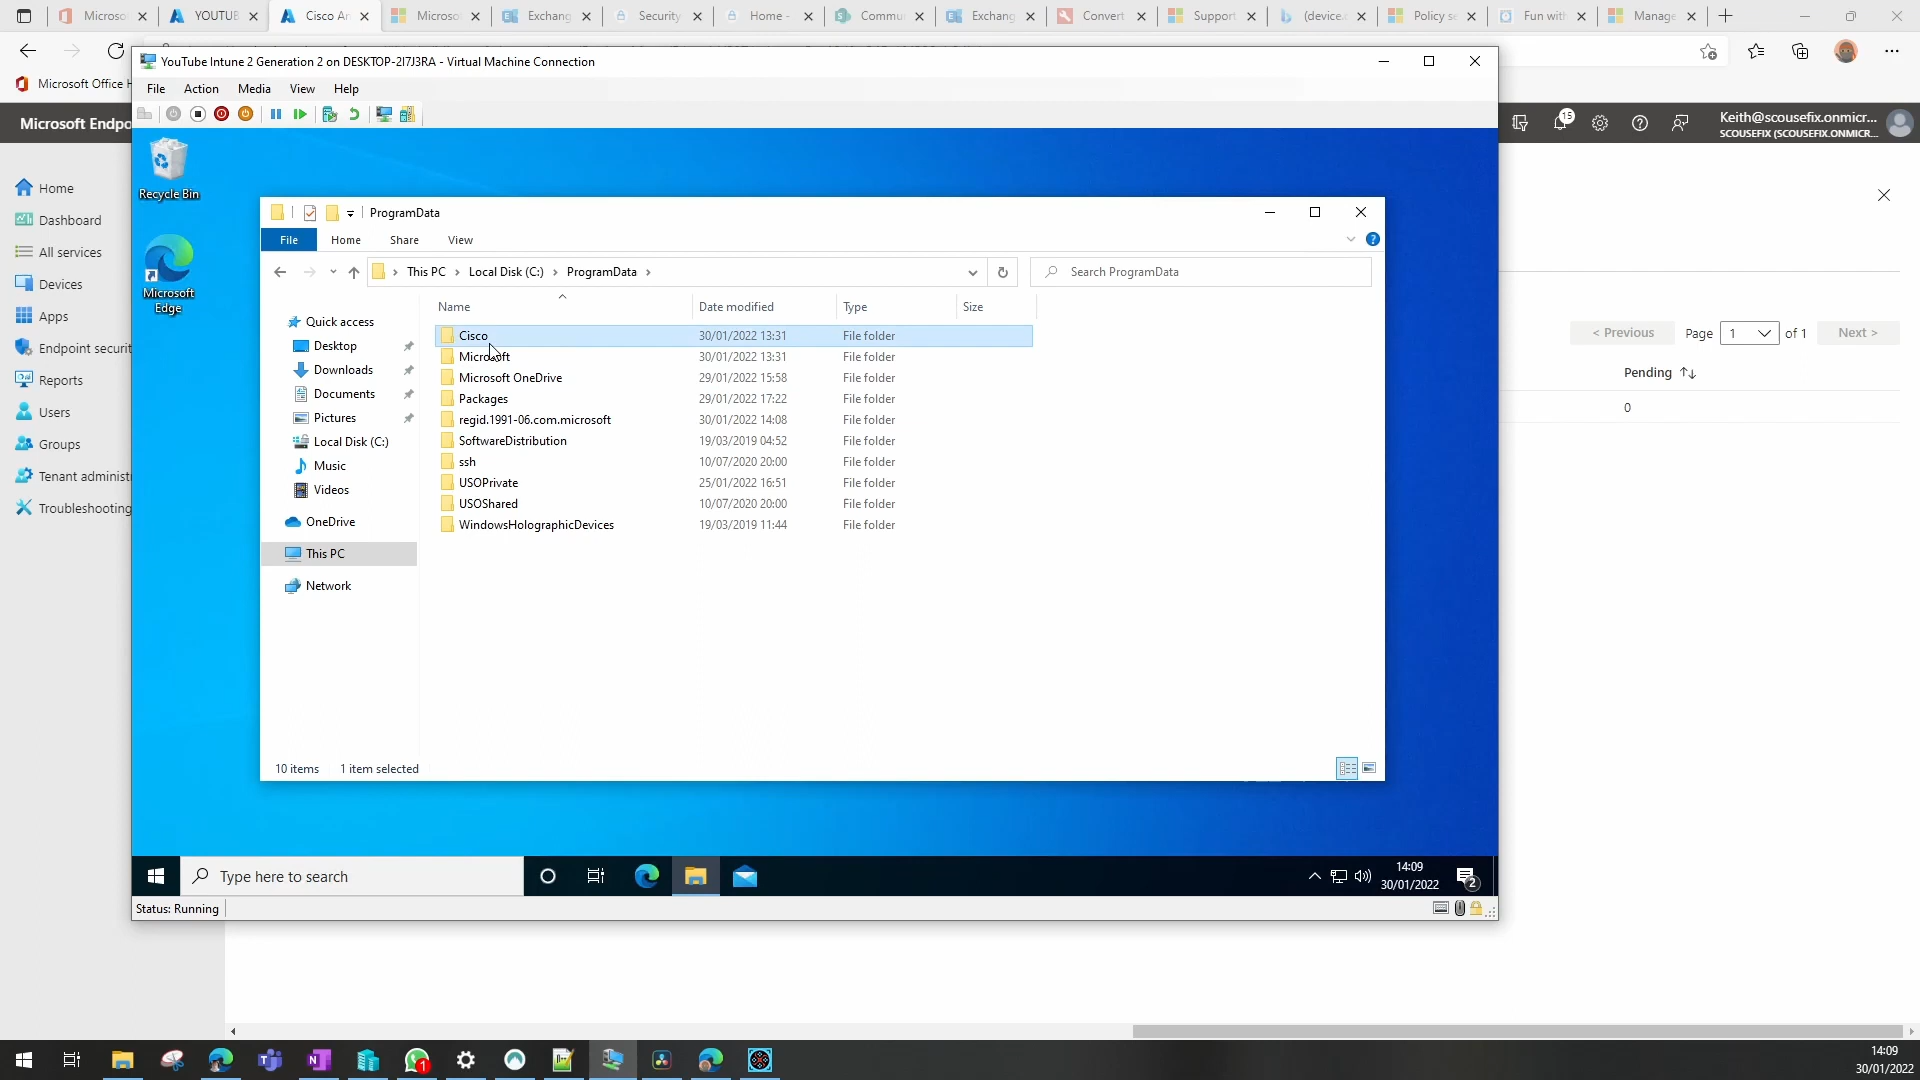 Microsoft
YOUTUB
Cisco An
Microsoft
Exchang
Security
Home -
Commun
Exchang
Convert
Support
(device.c
Policy se
Fun with
Manage
Microsoft Office H
YouTube Intune 2 Generation 2 on DESKTOP-2I7J3RA - Virtual Machine Connection
File Action Media View Help
Microsoft Endpo
15
Keith@scousefix.onmicr...
SCOUSEFIX (SCOUSEFIX.ONMICR...
Home
Dashboard
All services
Devices
Apps
Endpoint securit
Reports
Users
Groups
Tenant administ
Troubleshooting
Recycle Bin
Microsoft
Edge
ProgramData
File Home Share View
This PC > Local Disk (C:) > ProgramData >
Search ProgramData
Name Date modified Type Size
Quick access
Desktop
Downloads
Documents
Pictures
Local Disk (C:)
Music
Videos
OneDrive
This PC
Network
Cisco 30/01/2022 13:31 File folder
Microsoft 30/01/2022 13:31 File folder
Microsoft OneDrive 29/01/2022 15:58 File folder
Packages 29/01/2022 17:22 File folder
regid.1991-06.com.microsoft 30/01/2022 14:08 File folder
SoftwareDistribution 19/03/2019 04:52 File folder
ssh 10/07/2020 20:00 File folder
USOPrivate 25/01/2022 16:51 File folder
USOShared 10/07/2020 20:00 File folder
WindowsHolographicDevices 19/03/2019 11:44 File folder
10 items 1 item selected
< Previous Page 1 of 1 Next >
Pending
0
Type here to search
14:09
30/01/2022
2
Status: Running
1
14:09
30/01/2022